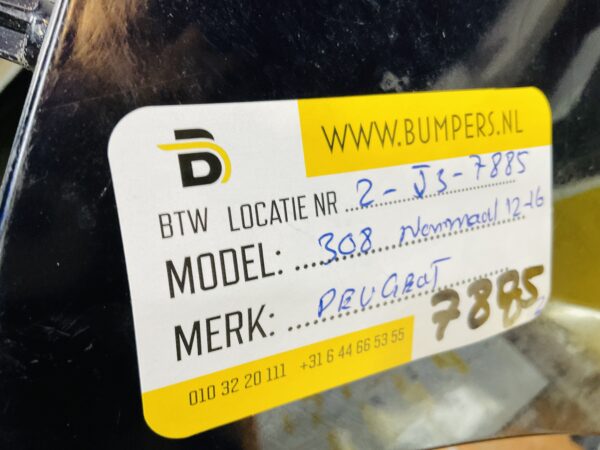 WWW.BUMPERS.NL
B
BTW LOCATIE NR 2-J3-7885
MODEL: 308 Normaal 12-16
MERK: PEUGEOT
7885
010 32 20 111 +31 6 44 66 53 55